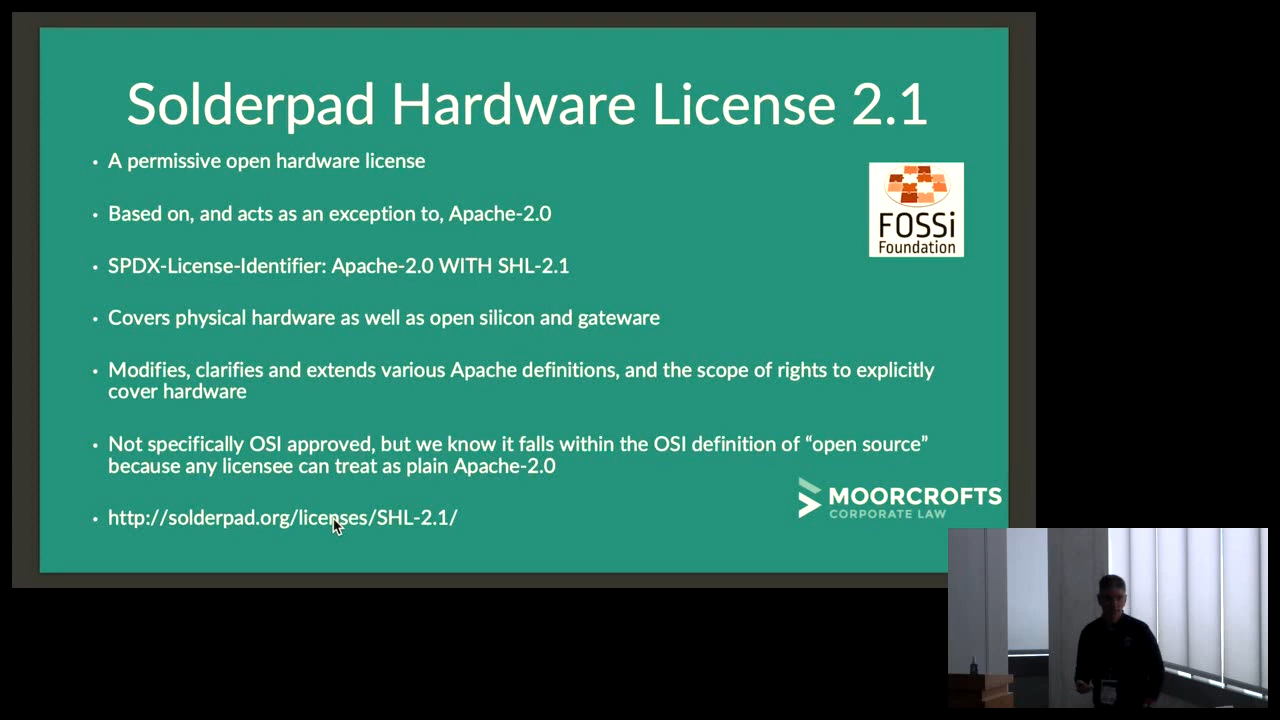 Solderpad Hardware License 2.1
• A permissive open hardware license
• Based on, and acts as an exception to, Apache-2.0
• SPDX-License-Identifier: Apache-2.0 WITH SHL-2.1
• Covers physical hardware as well as open silicon and gateware
• Modifies, clarifies and extends various Apache definitions, and the scope of rights to explicitly
cover hardware
• Not specifically OSI approved, but we know it falls within the OSI definition of “open source”
because any licensee can treat as plain Apache-2.0
• http://solderpad.org/licenses/SHL-2.1/
FOSSi
Foundation
MOORCROFTS
CORPORATE LAW